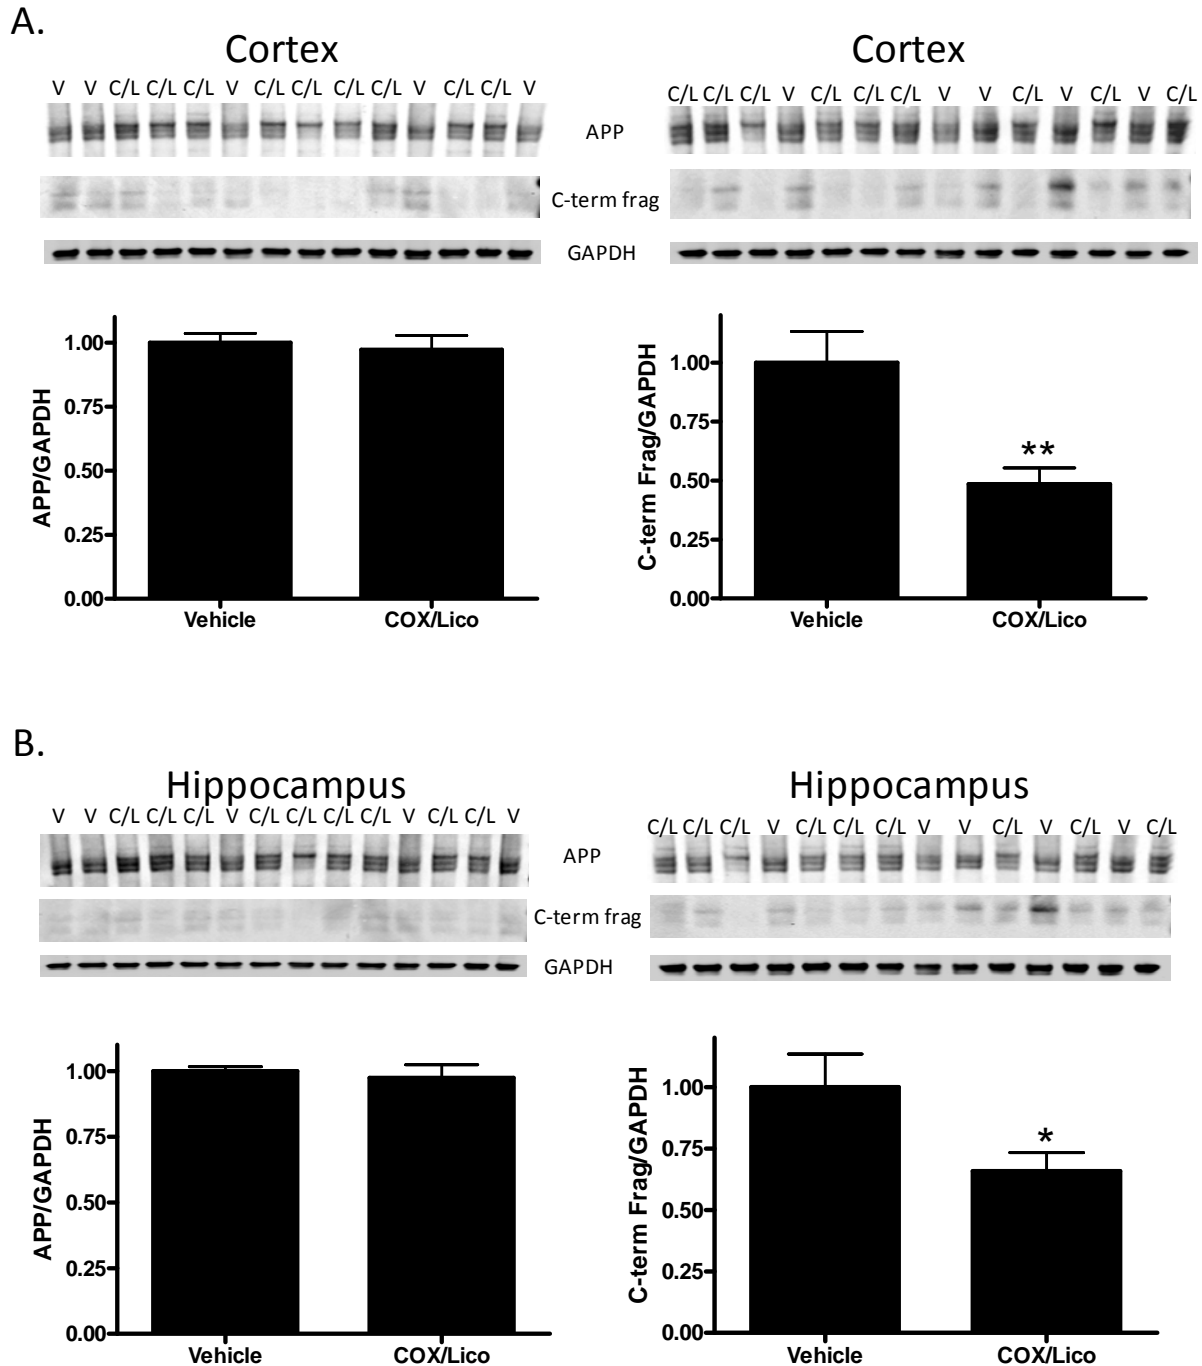 A.
Cortex
V V C/L C/L C/L V C/L C/L C/L C/L V C/L C/L V
Cortex
C/L C/L C/L V C/L C/L C/L V V C/L V C/L V C/L
APP
C-term frag
GAPDH
APP/GAPDH
1.00
0.75
0.50
0.25
0.00
Vehicle COX/Lico
C-term Frag/GAPDH
1.00
0.75
0.50
0.25
0.00
**
Vehicle COX/Lico
B.
Hippocampus
V V C/L C/L C/L V C/L C/L C/L C/L V C/L C/L V
Hippocampus
C/L C/L C/L V C/L C/L C/L V V C/L V C/L V C/L
APP
C-term frag
GAPDH
APP/GAPDH
1.00
0.75
0.50
0.25
0.00
Vehicle COX/Lico
C-term Frag/GAPDH
1.00
0.75
0.50
0.25
0.00
*
Vehicle COX/Lico